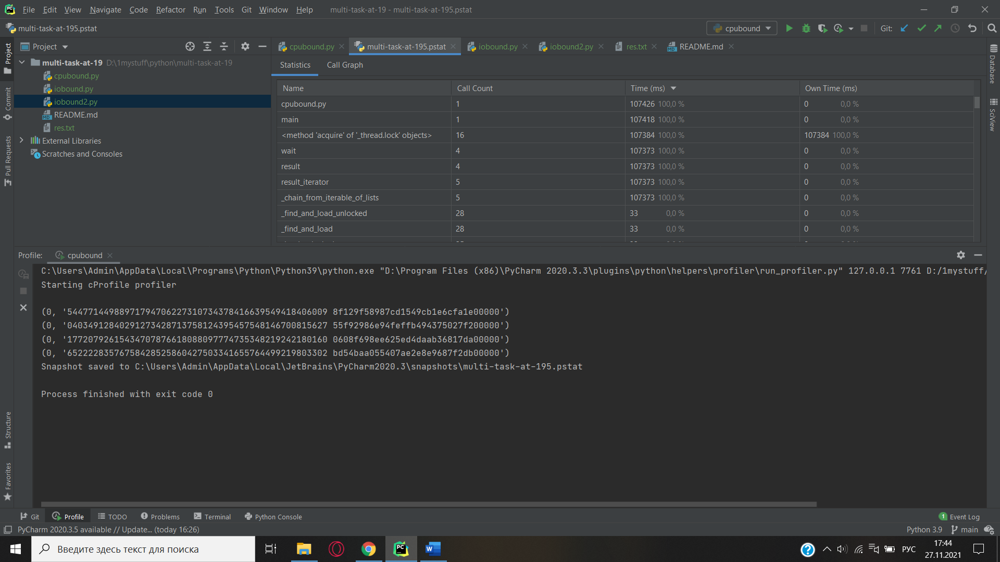 File Edit View Navigate Code Refactor Run Tools Git Window Help multi-task-at-19 - multi-task-at-195.pstat
multi-task-at-195.pstat
cpubound
Git:
Project
Commit
Pull Requests
Structure
Favorites
Project
multi-task-at-19 D:\1mystuff\python\multi-task-at-19
cpubound.py
iobound.py
iobound2.py
README.md
res.txt
External Libraries
Scratches and Consoles
cpubound.py multi-task-at-195.pstat iobound.py iobound2.py res.txt README.md
Statistics Call Graph
Name Call Count Time (ms) Own Time (ms)
cpubound.py 1 107426 100,0 % 0 0,0 %
main 1 107418 100,0 % 0 0,0 %
<method 'acquire' of '_thread.lock' objects> 16 107384 100,0 % 107384 100,0 %
wait 4 107373 100,0 % 0 0,0 %
result 4 107373 100,0 % 0 0,0 %
result_iterator 5 107373 100,0 % 0 0,0 %
_chain_from_iterable_of_lists 5 107373 100,0 % 0 0,0 %
_find_and_load_unlocked 28 33 0,0 % 0 0,0 %
_find_and_load 28 33 0,0 % 0 0,0 %
Database
SciView
Profile: cpubound
C:\Users\Admin\AppData\Local\Programs\Python\Python39\python.exe "D:\Program Files (x86)\PyCharm 2020.3.3\plugins\python\helpers\profiler\run_profiler.py" 127.0.0.1 7761 D:/1mystuff/
Starting cProfile profiler
(0, '54477144988971794706227310734378416639549418406009 8f129f58987cd1549cb1e6cfa1e00000')
(0, '04034912840291273428713758124395457548146700815627 55f92986e94feffb494375027f200000')
(0, '17720792615434707876618088097774735348219242180160 0608f698ee625ed4daab36817da00000')
(0, '65222283576758428525860427503341655764499219803302 bd54baa055407ae2e8e9687f2db00000')
Snapshot saved to C:\Users\Admin\AppData\Local\JetBrains\PyCharm2020.3\snapshots\multi-task-at-195.pstat
Process finished with exit code 0
Git Profile TODO Problems Terminal Python Console 1 Event Log
PyCharm 2020.3.5 available // Update... (today 16:26) Python 3.9 main
Введите здесь текст для поиска
РУС
17:44
27.11.2021